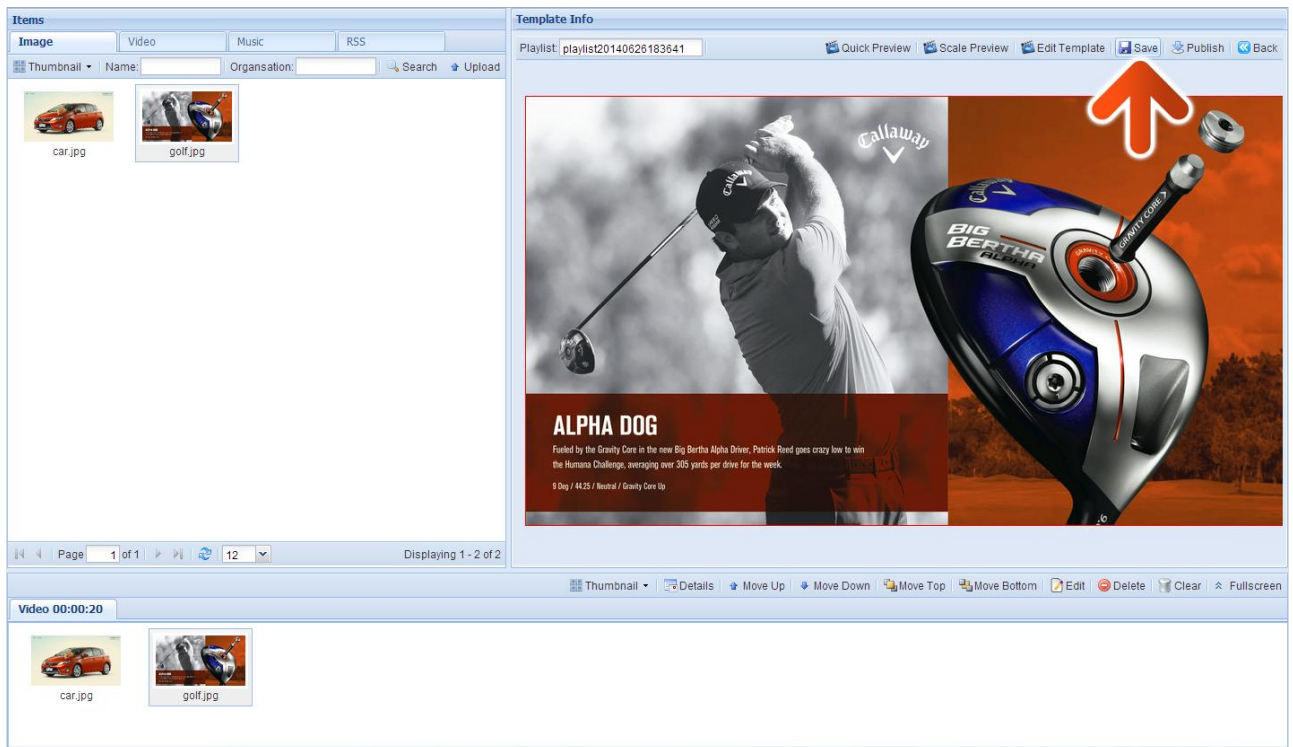 Items
Image Video Music RSS
Thumbnail Name: Organsation: Search Upload
car.jpg golf.jpg
Page 1 of 1 12 Displaying 1 - 2 of 2
Template Info
Playlist: playlist20140626183641 Quick Preview Scale Preview Edit Template Save Publish Back
Callaway
Callaway
Callaway
GRAVITY CORE >
BIG
BERTHA
ALPHA
ALPHA DOG
Fueled by the Gravity Core in the new Big Bertha Alpha Driver, Patrick Reed goes crazy low to win
the Humana Challenge, averaging over 305 yards per drive for the week.
9 Deg / 44.25 / Neutral / Gravity Core Up
Thumbnail Details Move Up Move Down Move Top Move Bottom Edit Delete Clear Fullscreen
Video 00:00:20
car.jpg golf.jpg